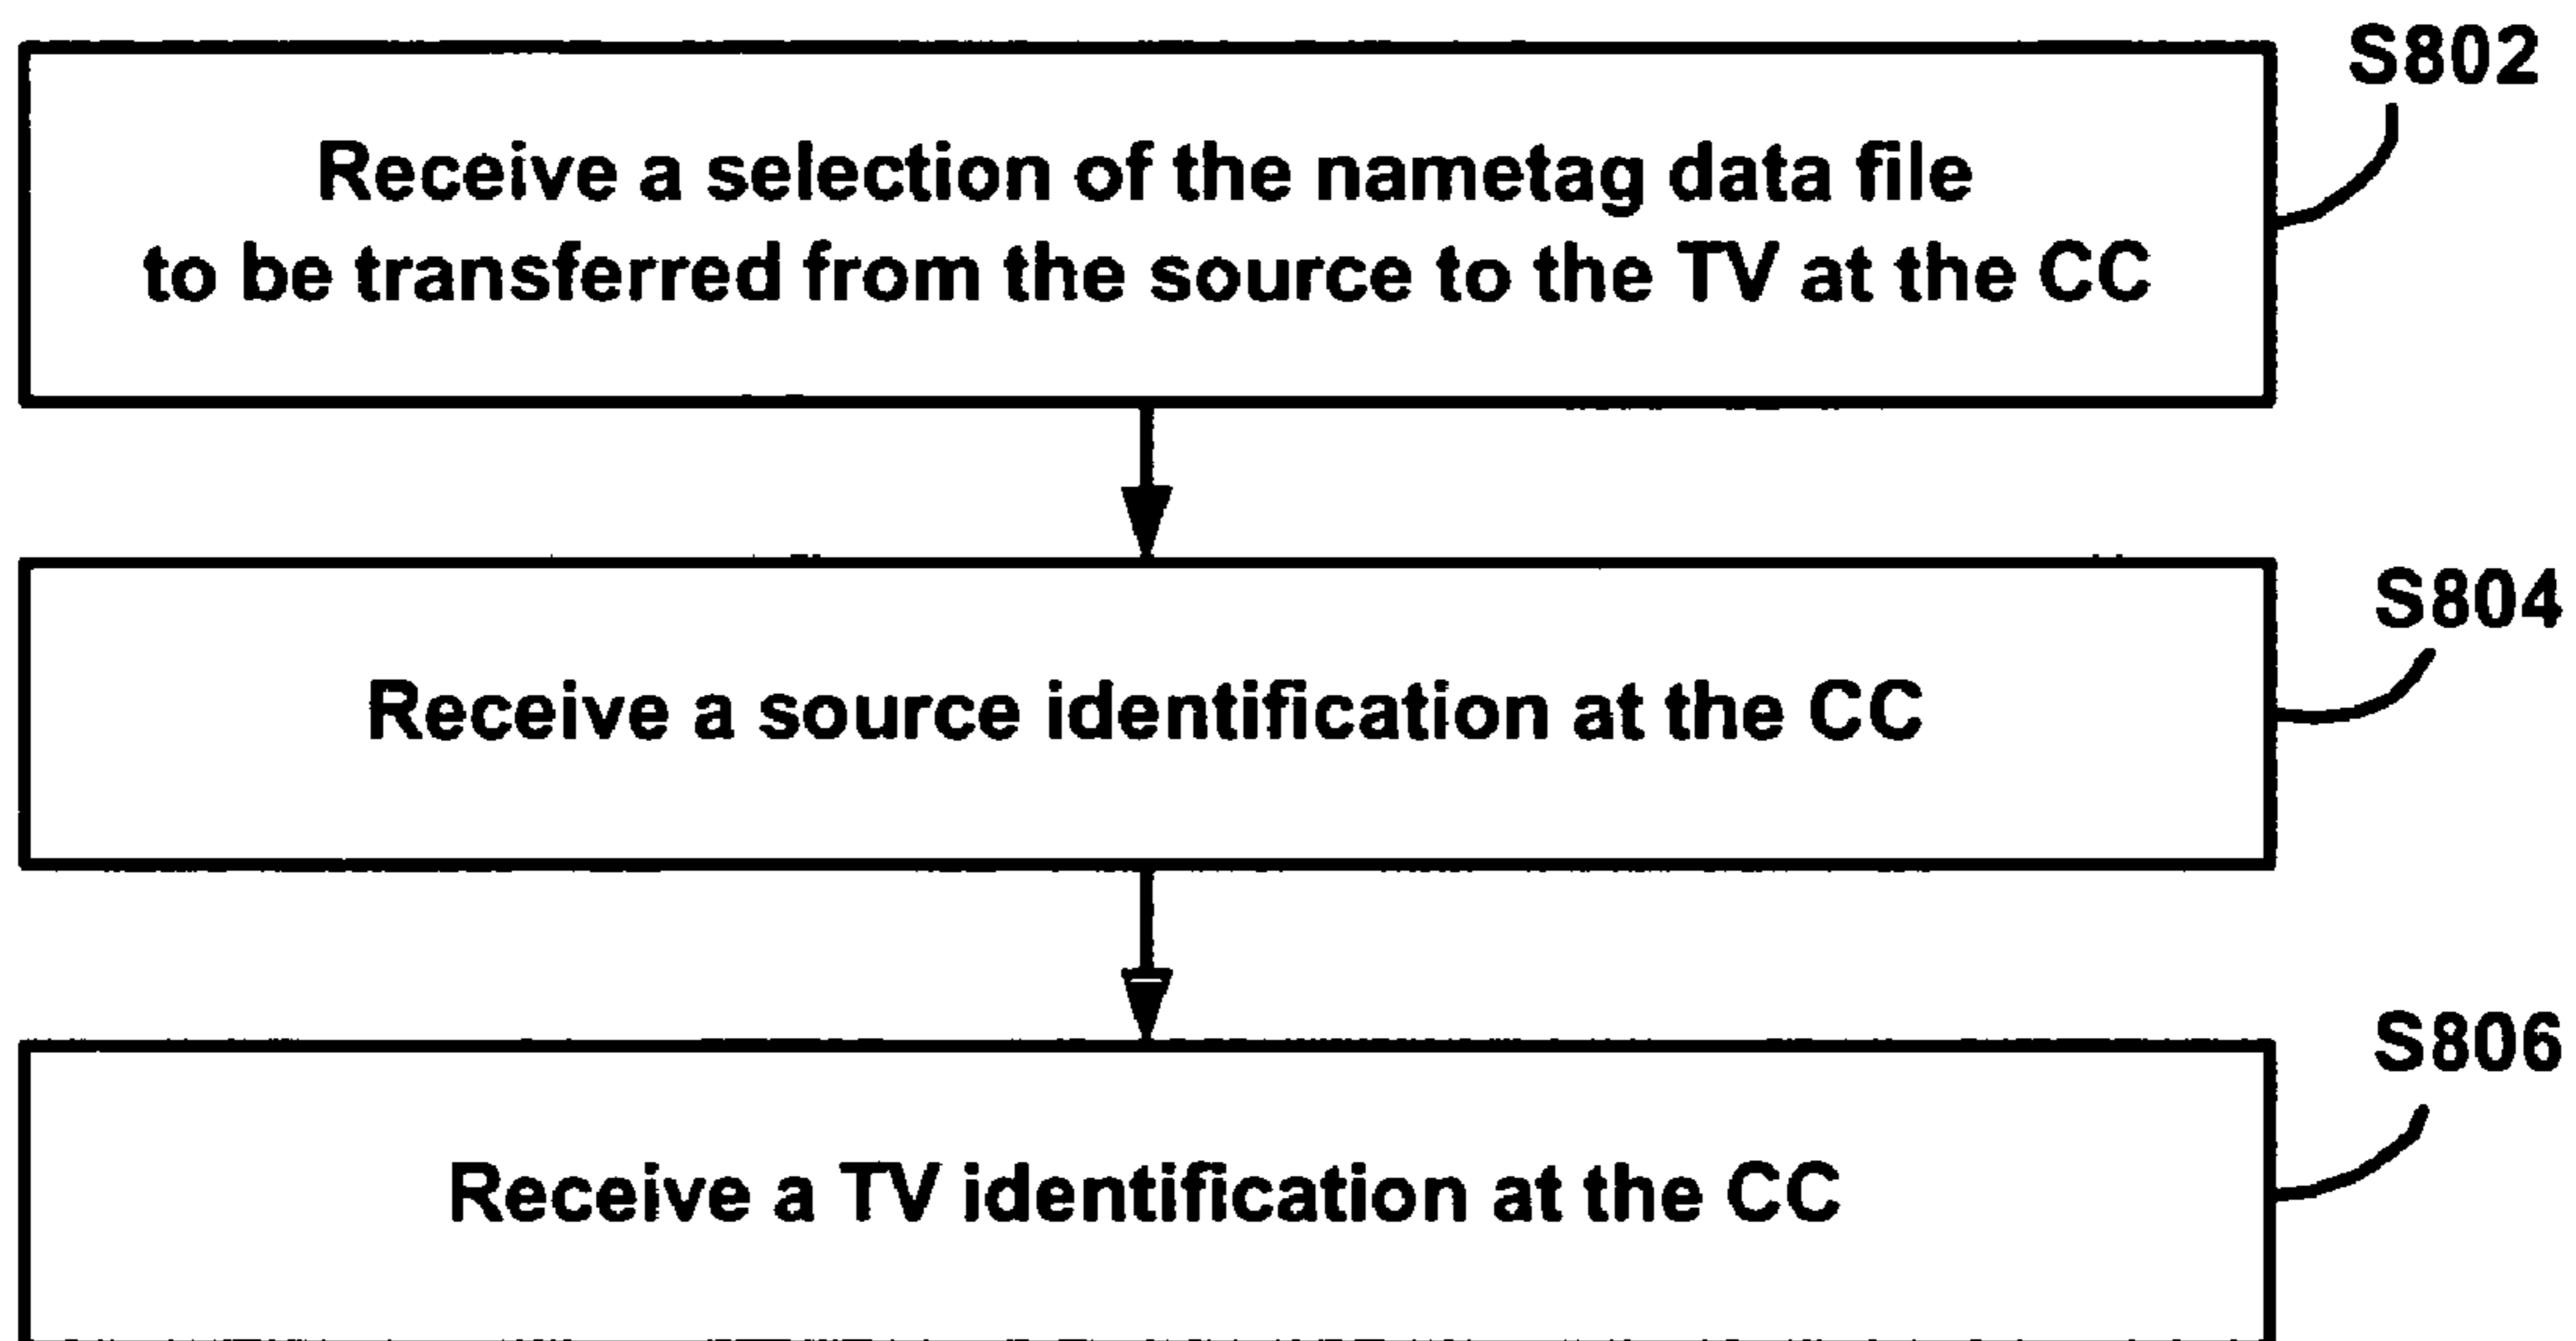 S802
Receive a selection of the nametag data file
to be transferred from the source to the TV at the CC
S804
Receive a source identification at the CC
S806
Receive a TV identification at the CC